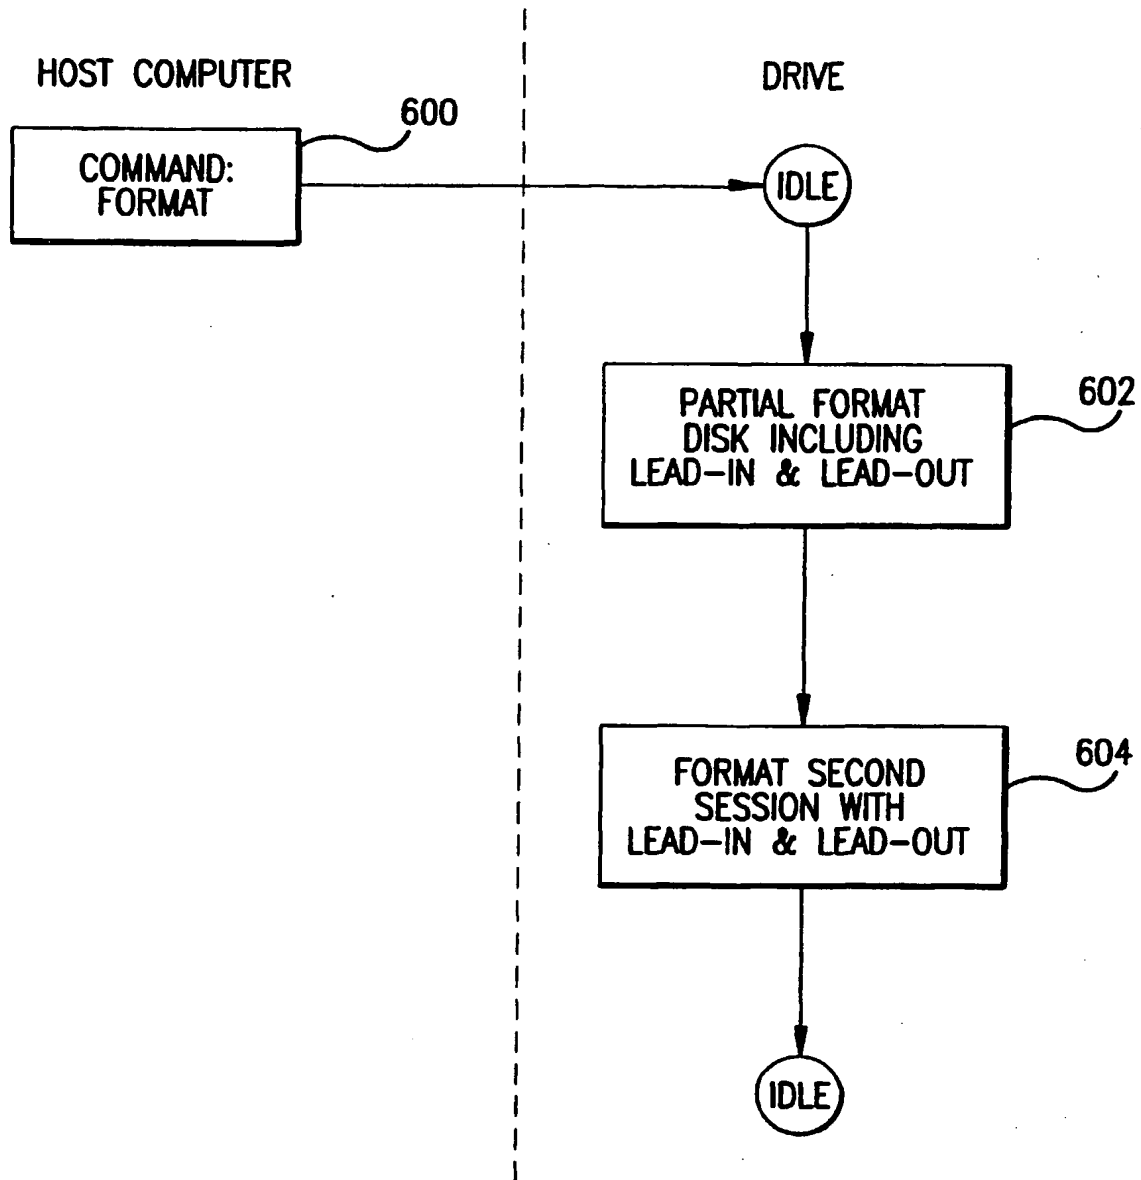 HOST COMPUTER
DRIVE
600
COMMAND:
FORMAT
IDLE
602
PARTIAL FORMAT
DISK INCLUDING
LEAD-IN & LEAD-OUT
604
FORMAT SECOND
SESSION WITH
LEAD-IN & LEAD-OUT
IDLE